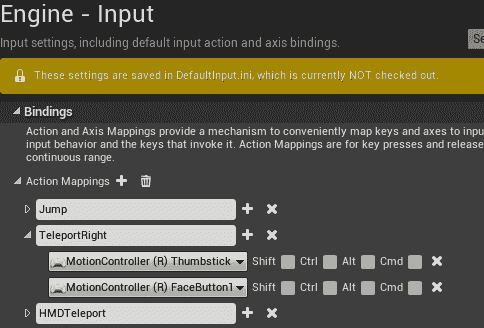 Engine - Input
Input settings, including default input action and axis bindings.
Se
These settings are saved in DefaultInput.ini, which is currently NOT checked out.
Bindings
Action and Axis Mappings provide a mechanism to conveniently map keys and axes to inpu
input behavior and the keys that invoke it. Action Mappings are for key presses and release
continuous range.
Action Mappings
Jump
TeleportRight
MotionController (R) Thumbstick Shift Ctrl Alt Cmd
MotionController (R) FaceButton1 Shift Ctrl Alt Cmd
HMDTeleport